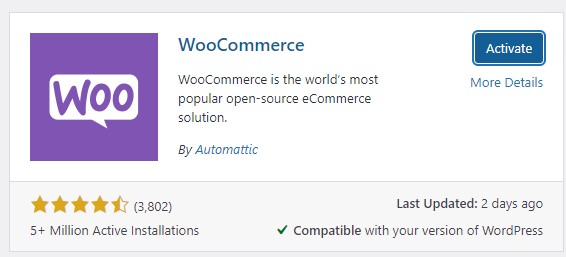 WooCommerce
Activate
WOO
WooCommerce is the world's most
popular open-source eCommerce
solution.
More Details
By Automattic
(3,802)
Last Updated: 2 days ago
5+ Million Active Installations
Compatible with your version of WordPress